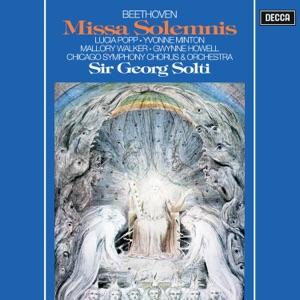 DECCA
BEETHOVEN
Missa Solemnis
LUCIA POPP • YVONNE MINTON
MALLORY WALKER • GWYNNE HOWELL
CHICAGO SYMPHONY CHORUS & ORCHESTRA
Sir Georg Solti